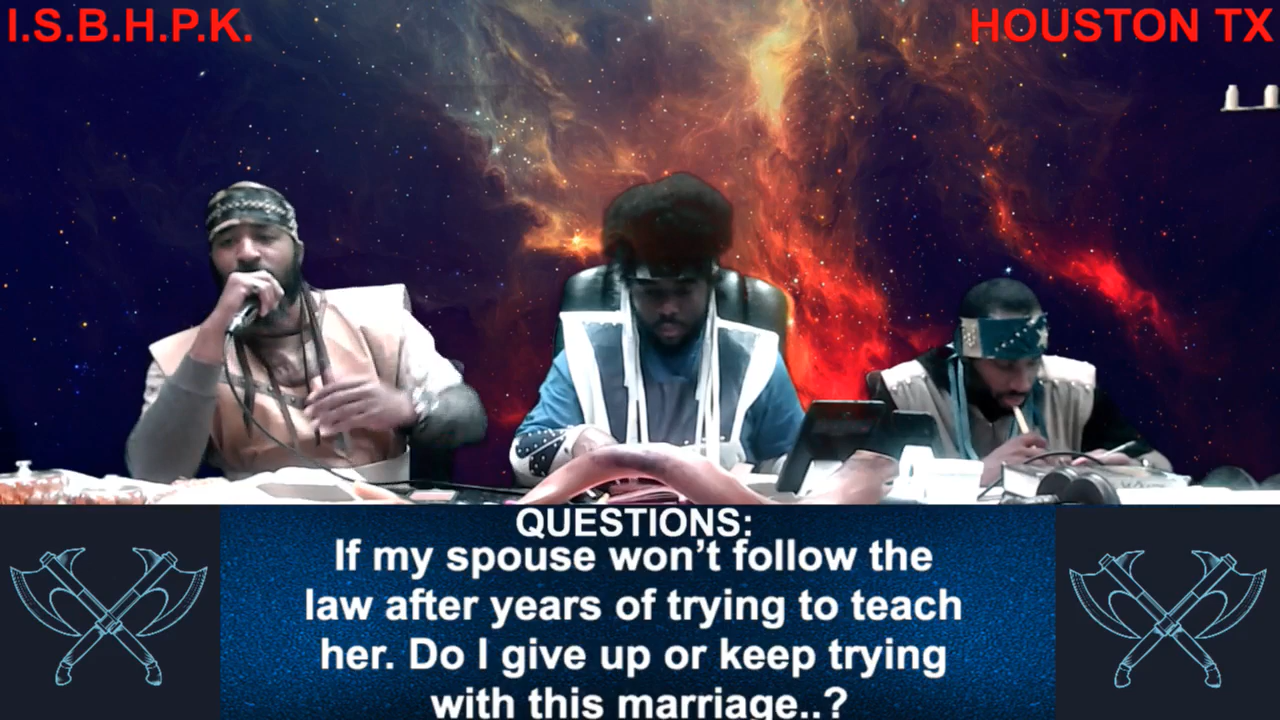 I.S.B.H.P.K.
HOUSTON TX
QUESTIONS:
If my spouse won’t follow the
law after years of trying to teach
her. Do I give up or keep trying
with this marriage..?